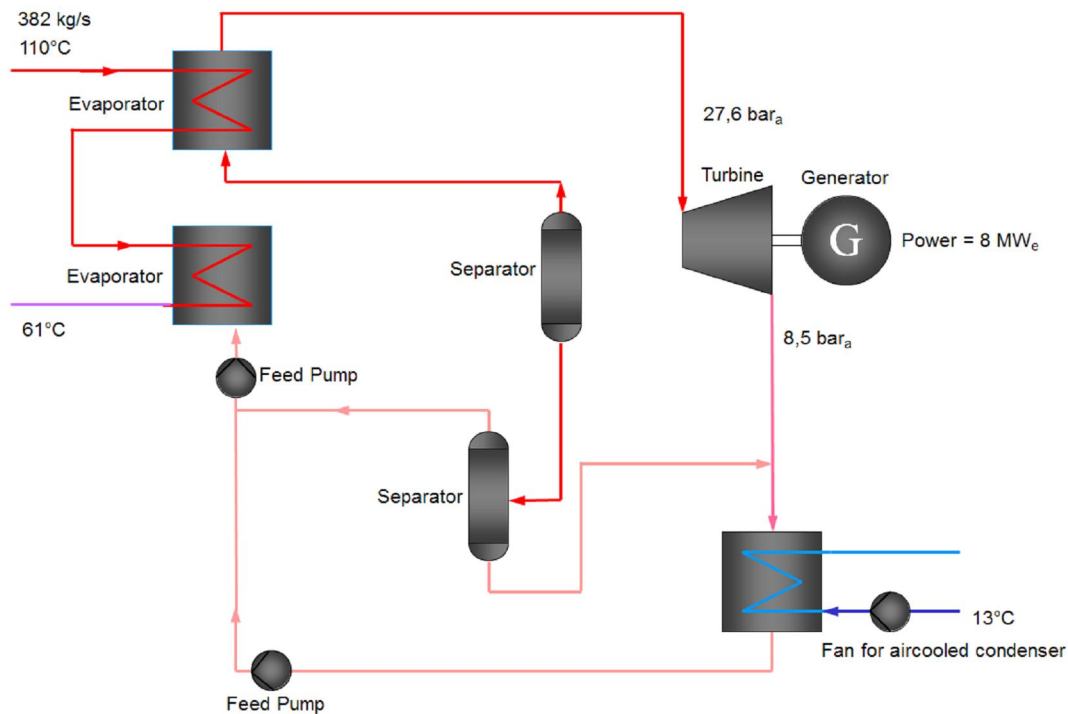 382 kg/s
110°C
Evaporator
27,6 barₐ
Turbine
Generator
G
Power = 8 MWₑ
Separator
Evaporator
61°C
8,5 barₐ
Feed Pump
Separator
13°C
Fan for aircooled condenser
Feed Pump